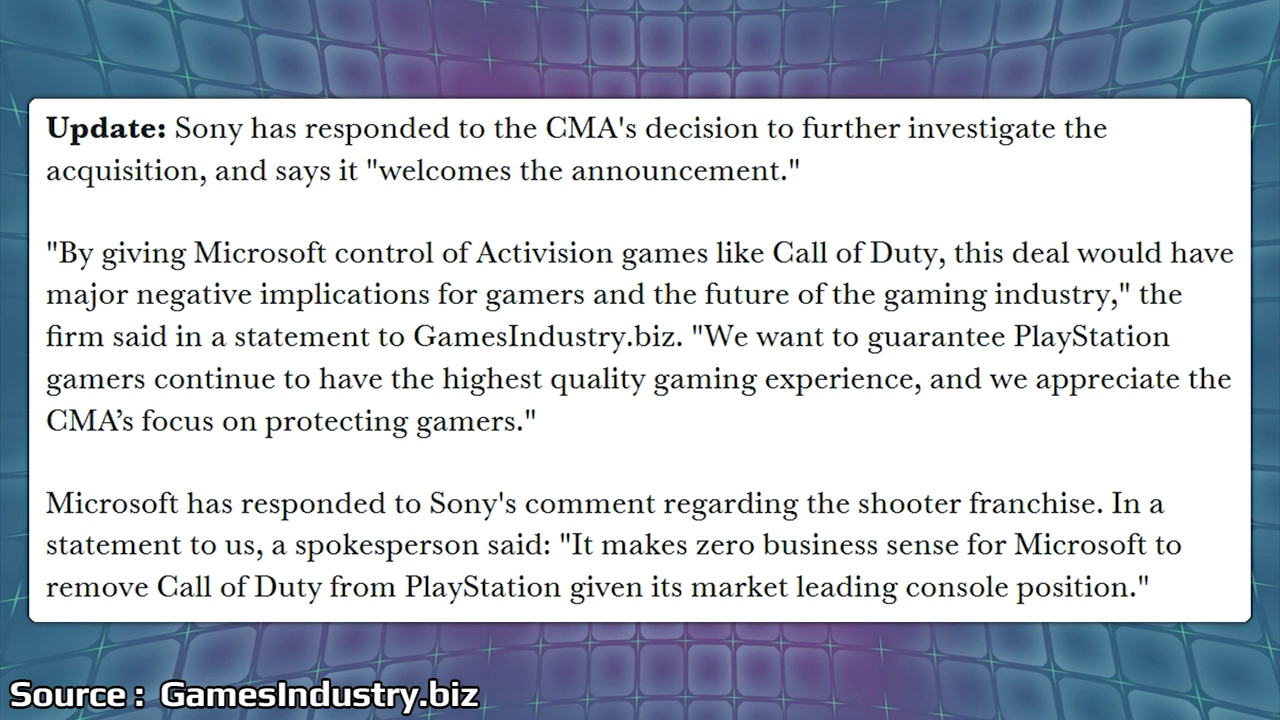 Update: Sony has responded to the CMA's decision to further investigate the
acquisition, and says it "welcomes the announcement."
"By giving Microsoft control of Activision games like Call of Duty, this deal would have
major negative implications for gamers and the future of the gaming industry," the
firm said in a statement to GamesIndustry.biz. "We want to guarantee PlayStation
gamers continue to have the highest quality gaming experience, and we appreciate the
CMA’s focus on protecting gamers."
Microsoft has responded to Sony's comment regarding the shooter franchise. In a
statement to us, a spokesperson said: "It makes zero business sense for Microsoft to
remove Call of Duty from PlayStation given its market leading console position."
Source : GamesIndustry.biz